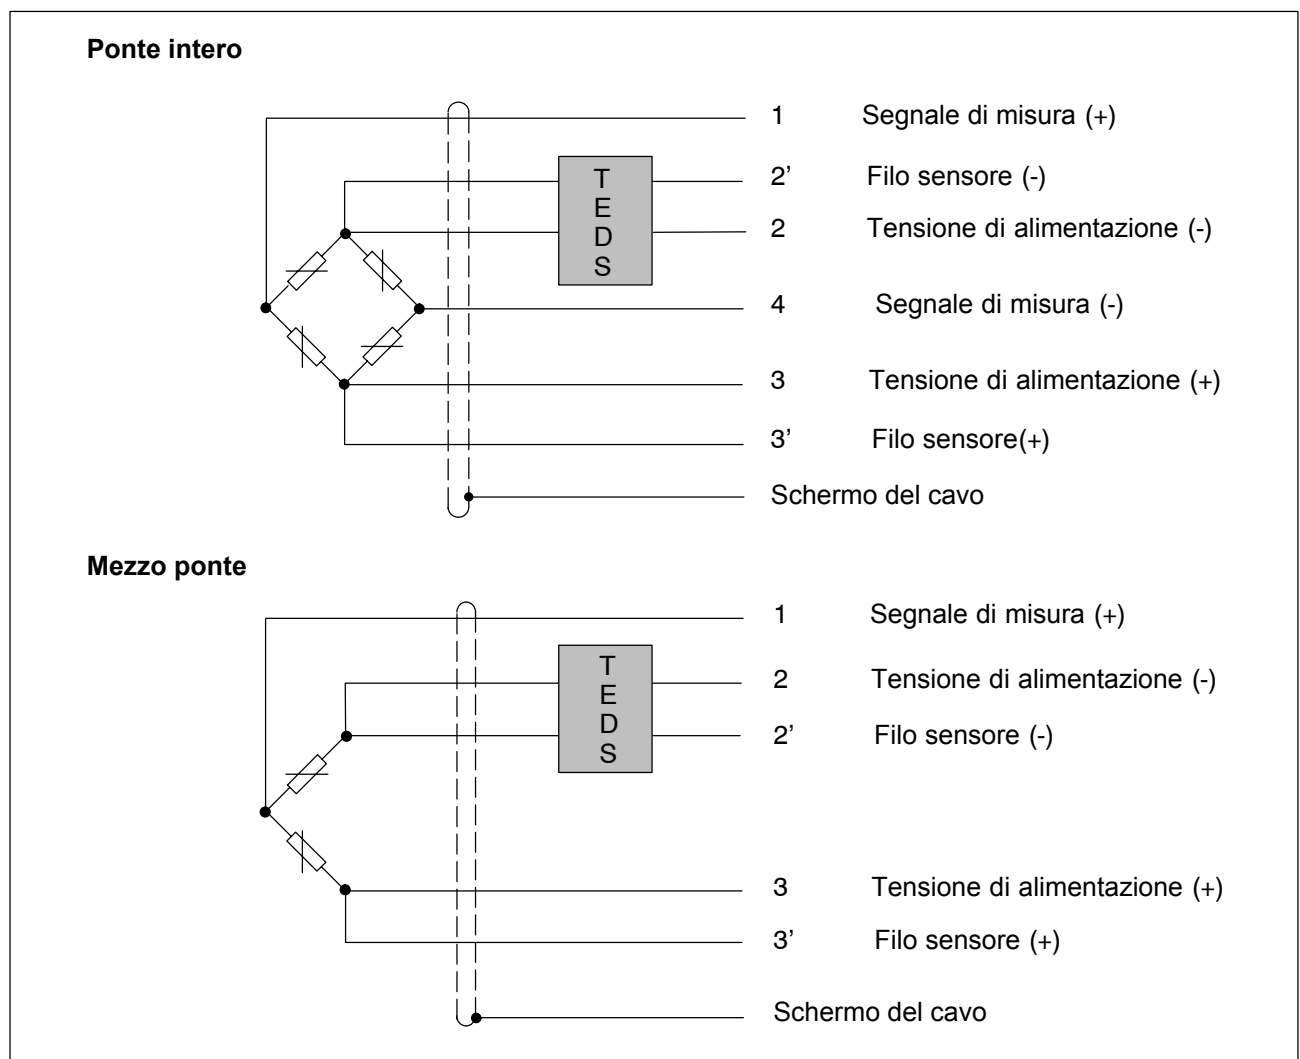 Ponte intero
1 Segnale di misura (+)
2’ Filo sensore (-)
2 Tensione di alimentazione (-)
T
E
D
S
4 Segnale di misura (-)
3 Tensione di alimentazione (+)
3’ Filo sensore(+)
Schermo del cavo
Mezzo ponte
1 Segnale di misura (+)
2 Tensione di alimentazione (-)
2’ Filo sensore (-)
T
E
D
S
3 Tensione di alimentazione (+)
3’ Filo sensore (+)
Schermo del cavo